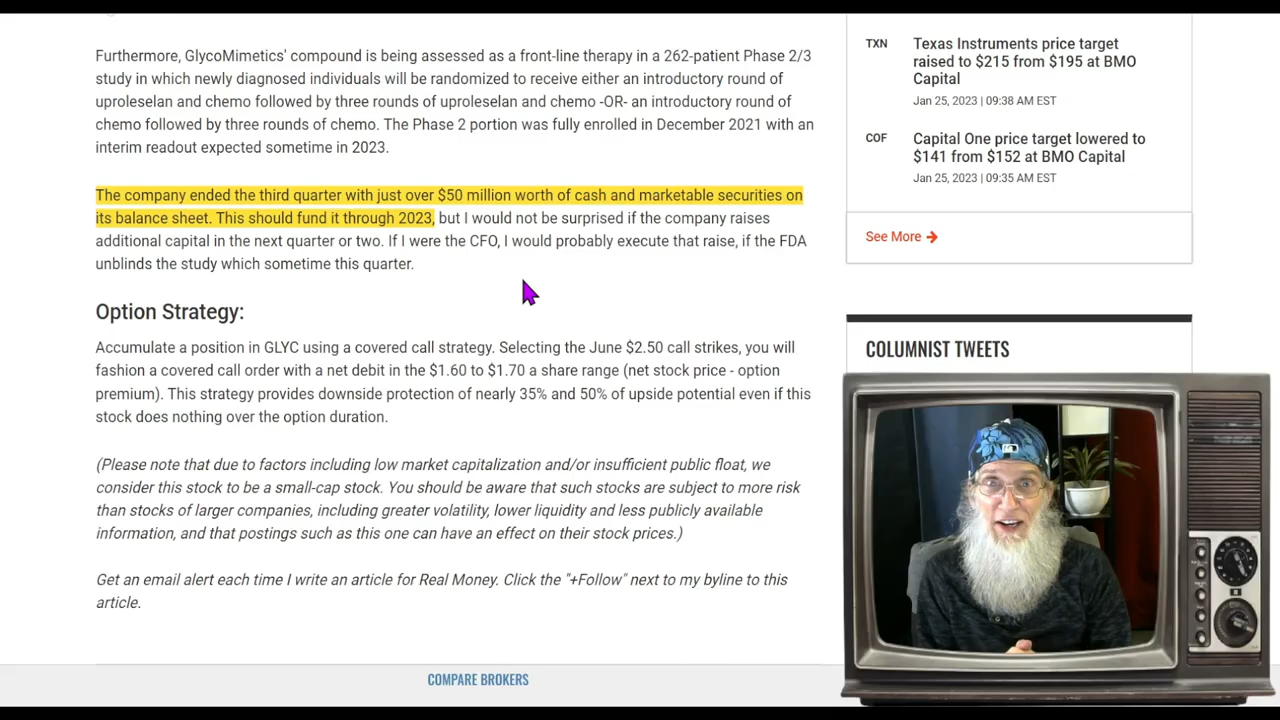 Furthermore, GlycoMimetics' compound is being assessed as a front-line therapy in a 262-patient Phase 2/3
study in which newly diagnosed individuals will be randomized to receive either an introductory round of
uproleselan and chemo followed by three rounds of uproleselan and chemo -OR- an introductory round of
chemo followed by three rounds of chemo. The Phase 2 portion was fully enrolled in December 2021 with an
interim readout expected sometime in 2023.
The company ended the third quarter with just over $50 million worth of cash and marketable securities on
its balance sheet. This should fund it through 2023, but I would not be surprised if the company raises
additional capital in the next quarter or two. If I were the CFO, I would probably execute that raise, if the FDA
unblinds the study which sometime this quarter.
Option Strategy:
Accumulate a position in GLYC using a covered call strategy. Selecting the June $2.50 call strikes, you will
fashion a covered call order with a net debit in the $1.60 to $1.70 a share range (net stock price - option
premium). This strategy provides downside protection of nearly 35% and 50% of upside potential even if this
stock does nothing over the option duration.
(Please note that due to factors including low market capitalization and/or insufficient public float, we
consider this stock to be a small-cap stock. You should be aware that such stocks are subject to more risk
than stocks of larger companies, including greater volatility, lower liquidity and less publicly available
information, and that postings such as this one can have an effect on their stock prices.)
Get an email alert each time I write an article for Real Money. Click the "+Follow" next to my byline to this
article.
COMPARE BROKERS
TXN
Texas Instruments price target
raised to $215 from $195 at BMO
Capital
Jan 25, 2023 | 09:38 AM EST
COF
Capital One price target lowered to
$141 from $152 at BMO Capital
Jan 25, 2023 | 09:35 AM EST
See More
COLUMNIST TWEETS